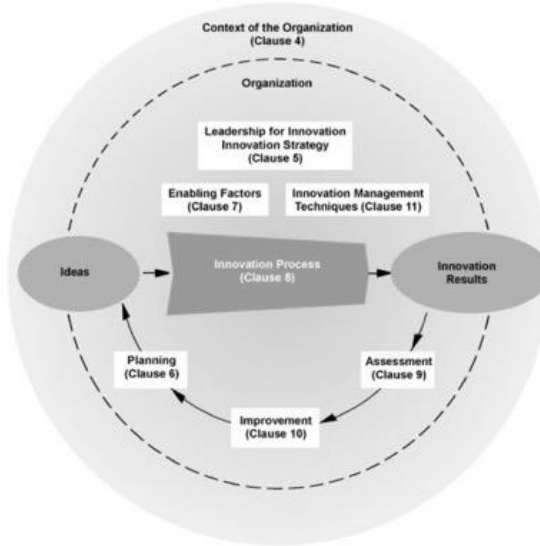 Context of the Organization
(Clause 4)
Organization
Leadership for Innovation
Innovation Strategy
(Clause 5)
Enabling Factors
(Clause 7)
Innovation Management
Techniques (Clause 11)
Ideas
Innovation Process
(Clause 8)
Innovation
Results
Planning
(Clause 6)
Assessment
(Clause 9)
Improvement
(Clause 10)